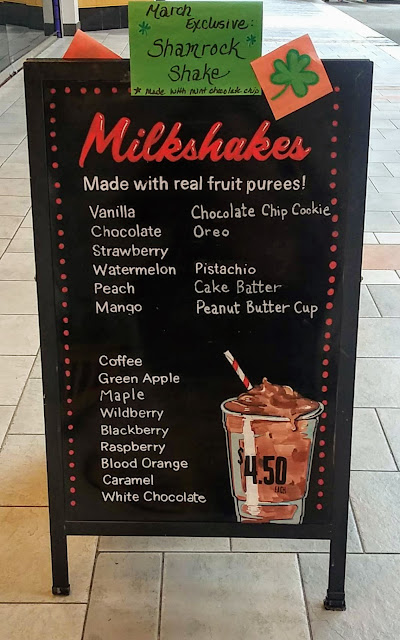 March
Exclusive:
Shamrock
Shake
* made with mint chocolate chip
Milkshakes
Made with real fruit purees!
Vanilla Chocolate Chip Cookie
Chocolate Oreo
Strawberry
Watermelon Pistachio
Peach Cake Batter
Mango Peanut Butter Cup
Coffee
Green Apple
Maple
Wildberry
Blackberry
Raspberry
Blood Orange
Caramel
White Chocolate
$4.50
EACH